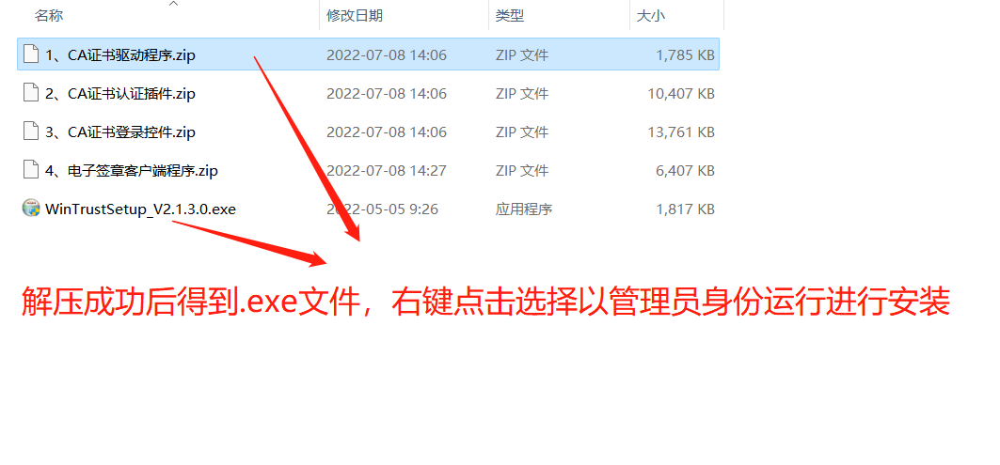 名称 修改日期 类型 大小
1、CA证书驱动程序.zip 2022-07-08 14:06 ZIP 文件 1,785 KB
2、CA证书认证插件.zip 2022-07-08 14:06 ZIP 文件 10,407 KB
3、CA证书登录控件.zip 2022-07-08 14:06 ZIP 文件 13,761 KB
4、电子签章客户端程序.zip 2022-07-08 14:27 ZIP 文件 6,407 KB
WinTrustSetup_V2.1.3.0.exe 2022-05-05 9:26 应用程序 1,817 KB
解压成功后得到.exe文件，右键点击选择以管理员身份运行进行安装